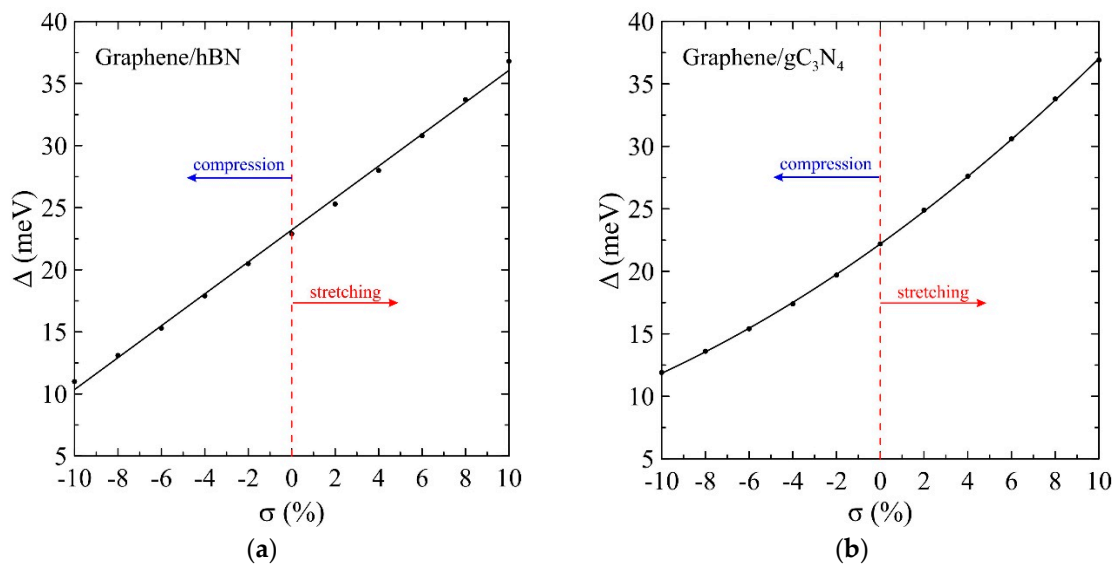 40
35
30
25
20
15
10
5
Δ (meV)
Graphene/hBN
compression
stretching
-10 -8 -6 -4 -2 0 2 4 6 8 10
σ (%)
(a)
40
35
30
25
20
15
10
5
Δ (meV)
Graphene/gC₃N₄
compression
stretching
-10 -8 -6 -4 -2 0 2 4 6 8 10
σ (%)
(b)